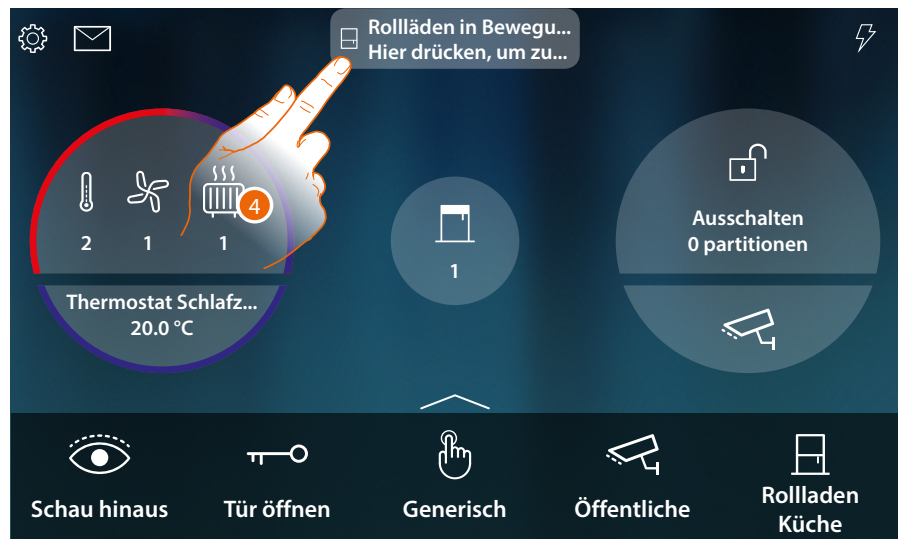 Rollläden in Bewegu...
Hier drücken, um zu...
4
2 1 1
Thermostat Schlafz...
20.0 °C
1
Ausschalten
0 partitionen
Schau hinaus
Tür öffnen
Generisch
Öffentliche
Rollladen
Küche